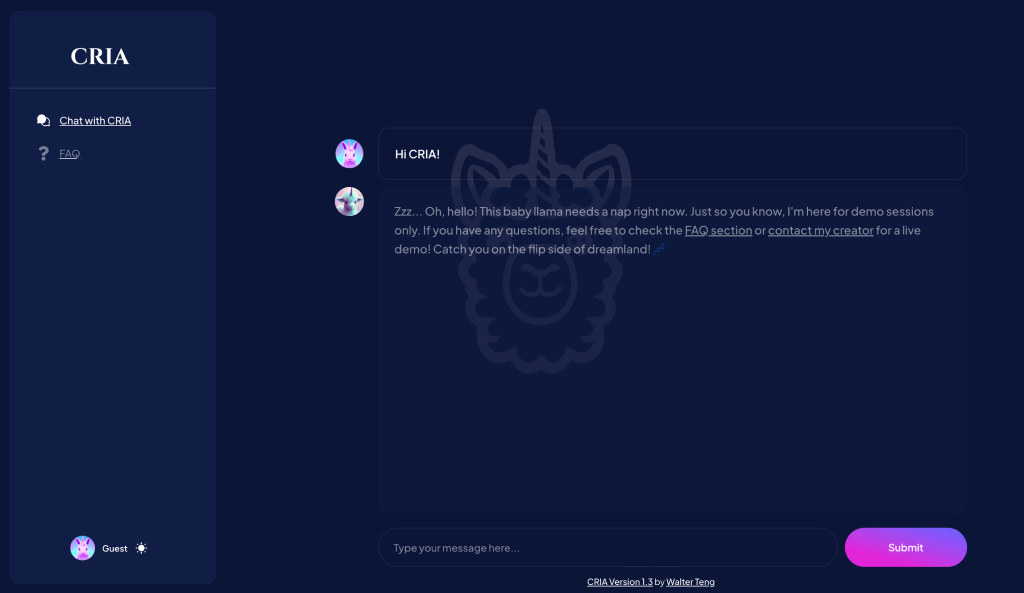 CRIA
Chat with CRIA
FAQ
Hi CRIA!
Zzz... Oh, hello! This baby llama needs a nap right now. Just so you know, I'm here for demo sessions
only. If you have any questions, feel free to check the FAQ section or contact my creator for a live
demo! Catch you on the flip side of dreamland! 💤
Guest
Type your message here...
Submit
CRIA Version 1.3 by Walter Teng